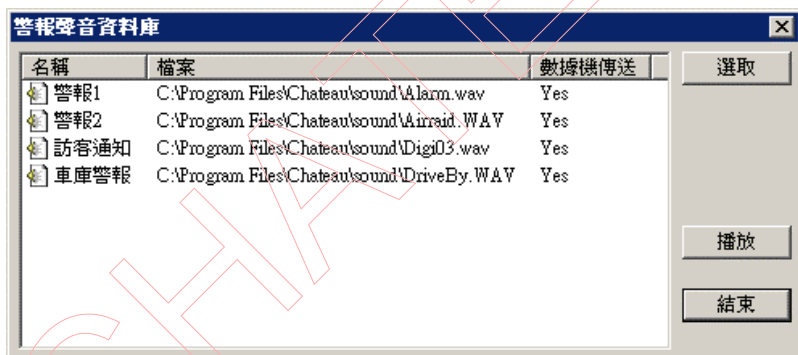 警報聲音資料庫
名稱 檔案 數據機傳送 選取
警報1 C:\Program Files\Chateau\sound\Alarm.wav Yes
警報2 C:\Program Files\Chateau\sound\Airraid.WAV Yes
訪客通知 C:\Program Files\Chateau\sound\Digi03.wav Yes
車庫警報 C:\Program Files\Chateau\sound\DriveBy.WAV Yes
播放
結束